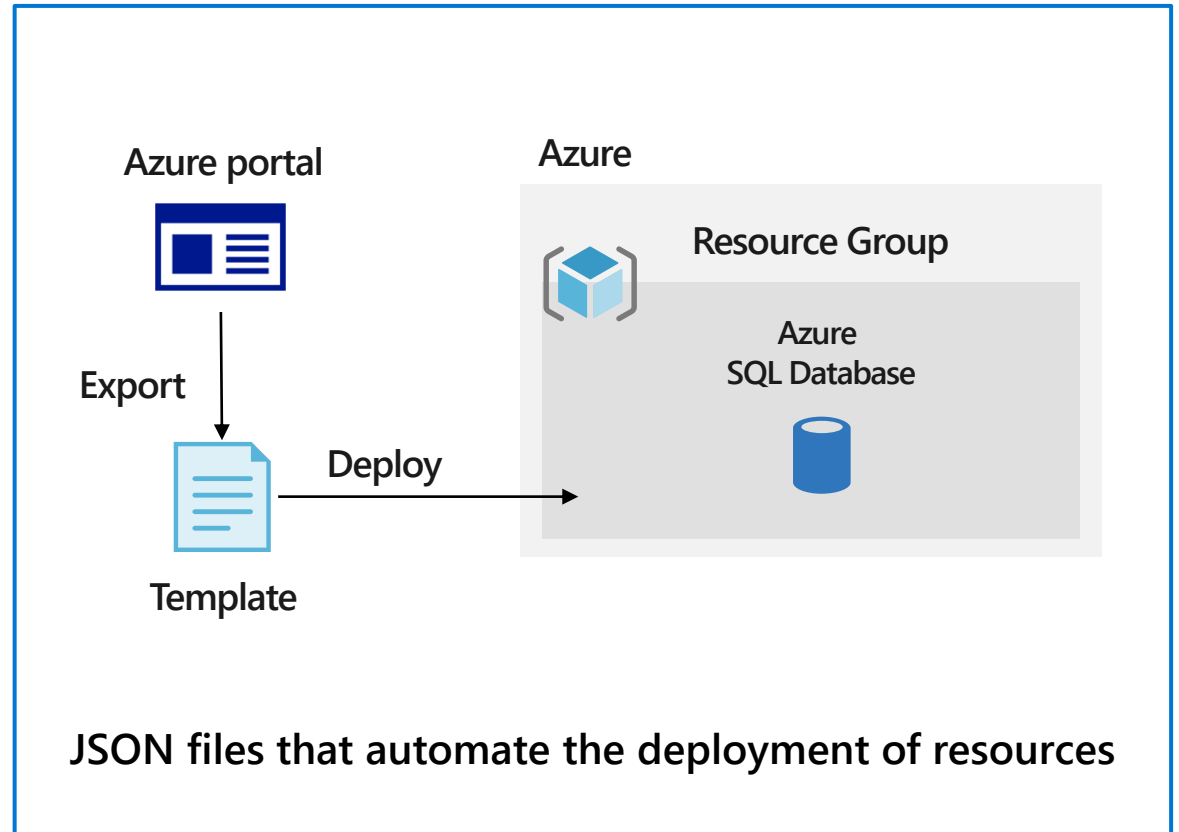 Azure portal
Azure
Resource Group
Azure
SQL Database
Export
Deploy
Template
JSON files that automate the deployment of resources